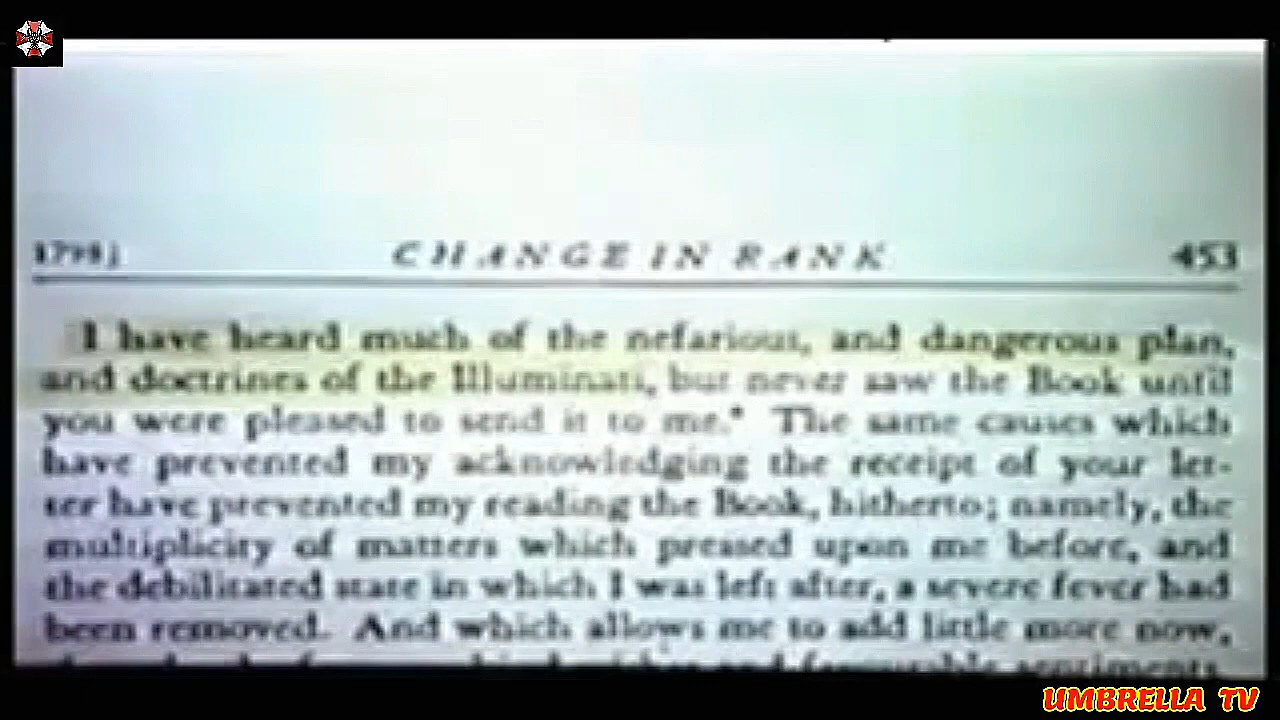 1798] CHANGE IN RANK 453
I have heard much of the nefarious, and dangerous plan,
and doctrines of the Illuminati, but never saw the Book until
you were pleased to send it to me.* The same causes which
have prevented my acknowledging the receipt of your let-
ter have prevented my reading the Book, hitherto; namely, the
multiplicity of matters which pressed upon me before, and
the debilitated state in which I was left after, a severe fever had
been removed. And which allows me to add little more now,
and favourable sentiments
UMBRELLA TV